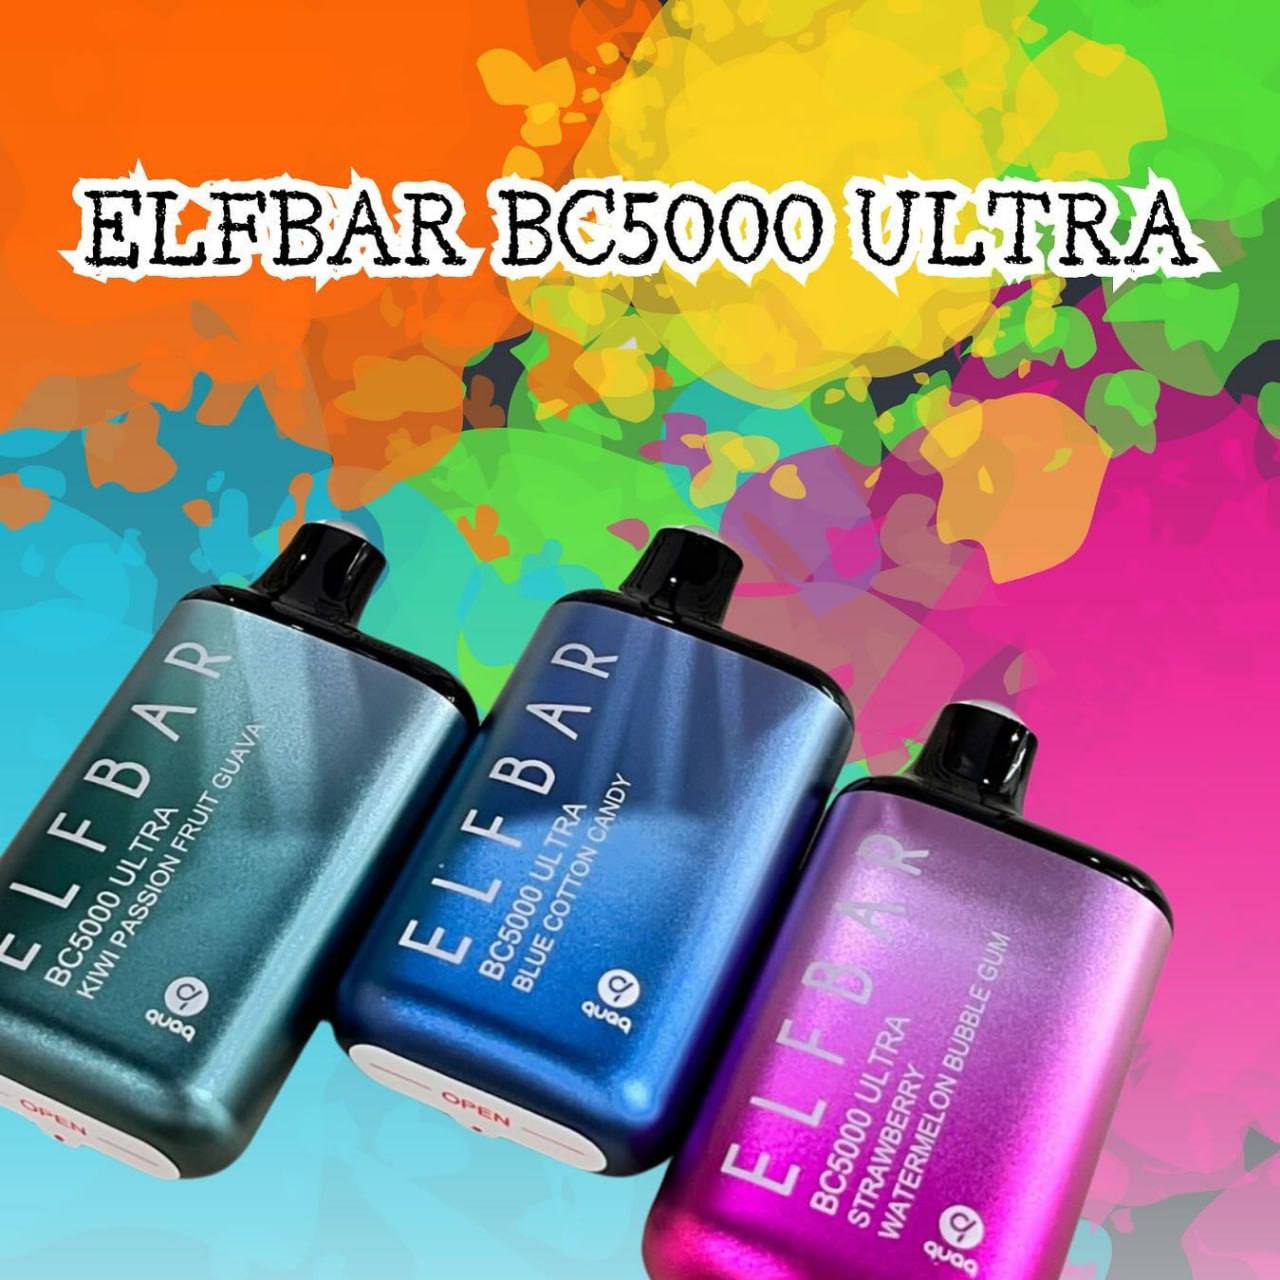 ELFBAR BC5000 ULTRA
ELFBAR
BC5000 ULTRA
KIWI PASSION FRUIT GUAVA
quaq
OPEN
ELFBAR
BC5000 ULTRA
BLUE COTTON CANDY
quaq
OPEN
ELFBAR
BC5000 ULTRA
STRAWBERRY
WATERMELON BUBBLE GUM
quaq